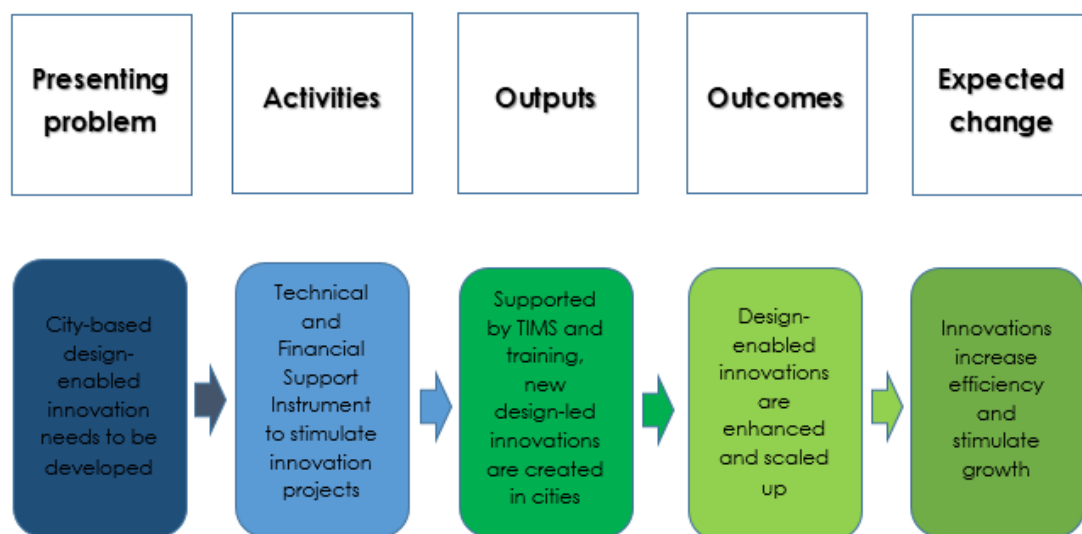 Presenting
problem
Activities
Outputs
Outcomes
Expected
change
City-based
design-
enabled
innovation
needs to be
developed
Technical
and
Financial
Support
Instrument
to stimulate
innovation
projects
Supported
by TIMS and
training,
new
design-led
innovations
are created
in cities
Design-
enabled
innovations
are
enhanced
and scaled
up
Innovations
increase
efficiency
and
stimulate
growth